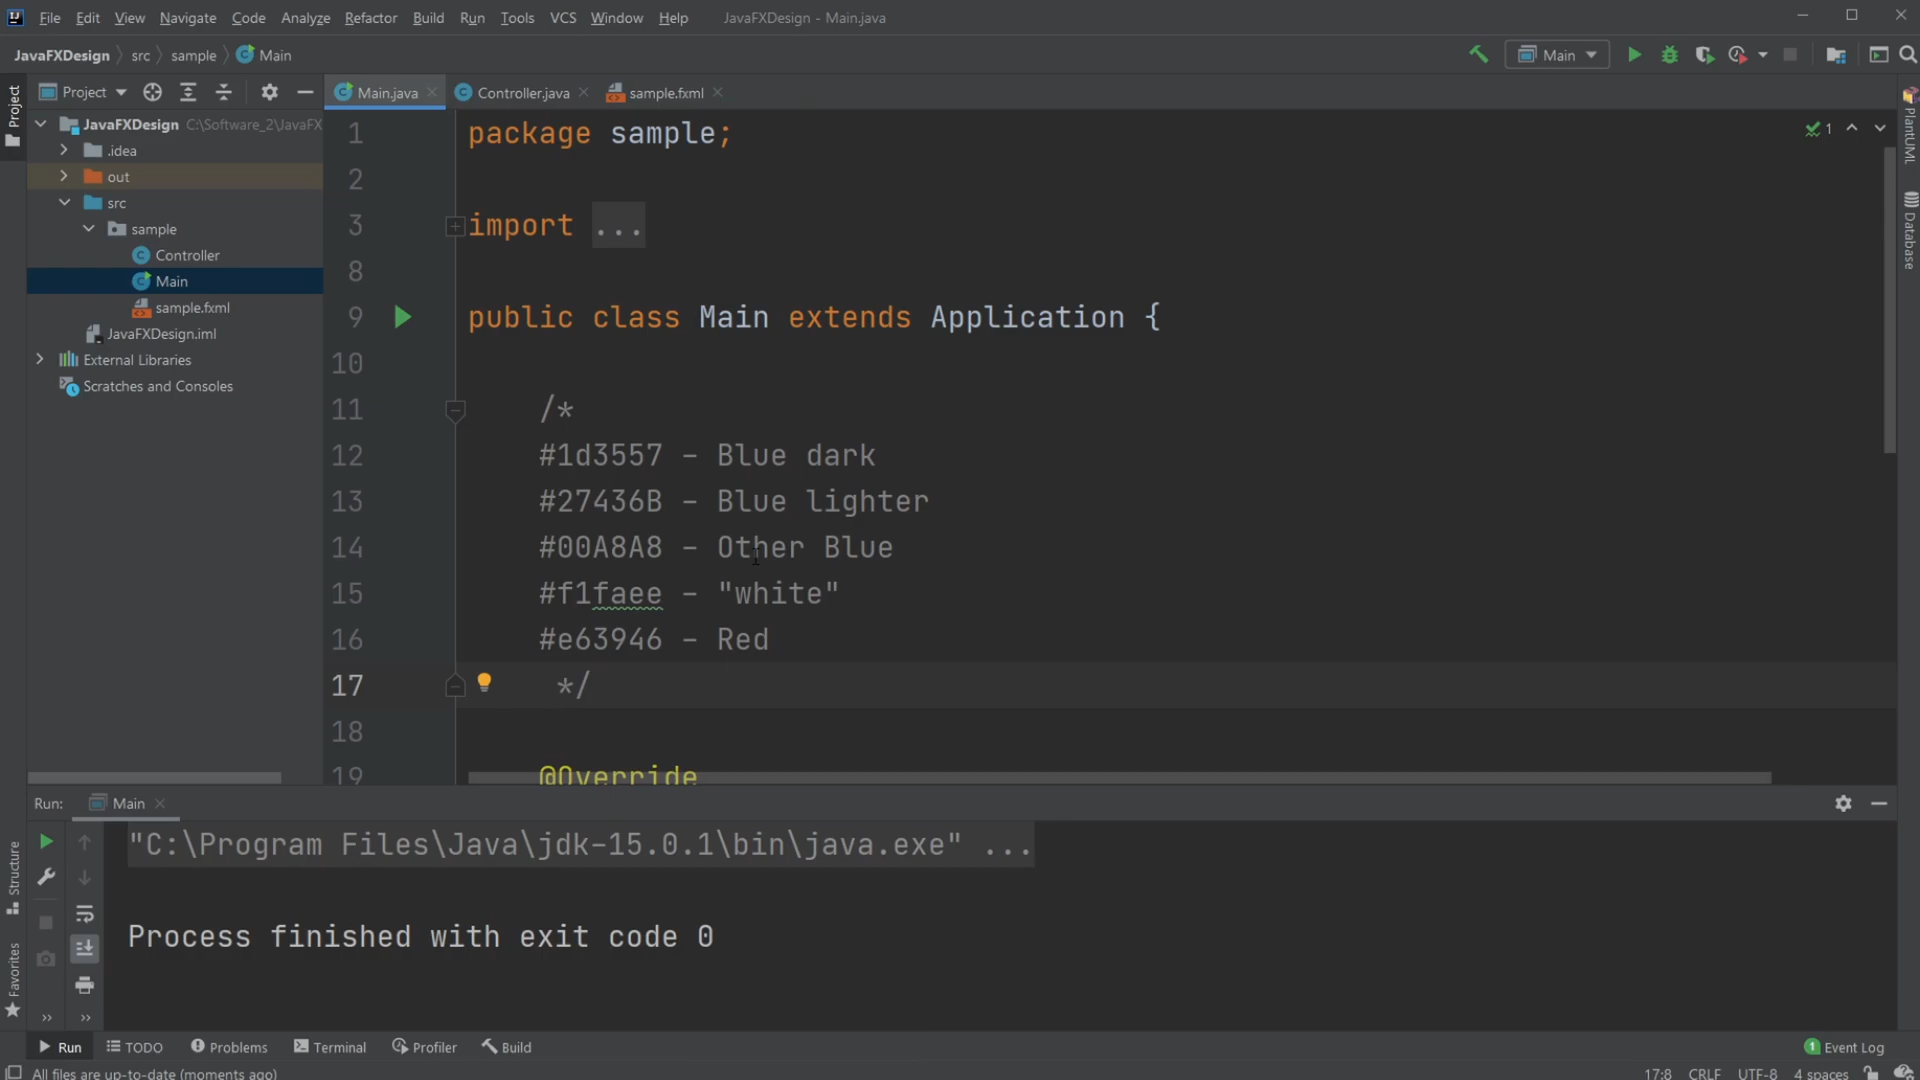 File Edit View Navigate Code Analyze Refactor Build Run Tools VCS Window Help JavaFXDesign - Main.java
JavaFXDesign src sample Main
Main
Project
Main.java Controller.java sample.fxml
Project
JavaFXDesign C:\Software_2\JavaFX
.idea
out
src
sample
Controller
Main
sample.fxml
JavaFXDesign.iml
External Libraries
Scratches and Consoles
1 package sample;
2
3 import ...
8
9 public class Main extends Application {
10
11 /*
12 #1d3557 - Blue dark
13 #27436B - Blue lighter
14 #00A8A8 - Other Blue
15 #f1faee - "white"
16 #e63946 - Red
17 */
18
19 @Override
1
PlantUML
Database
Run: Main
"C:\Program Files\Java\jdk-15.0.1\bin\java.exe" ...
Process finished with exit code 0
Structure
Favorites
Run TODO Problems Terminal Profiler Build 1 Event Log
All files are up-to-date (moments ago) 17:8 CRLF UTF-8 4 spaces